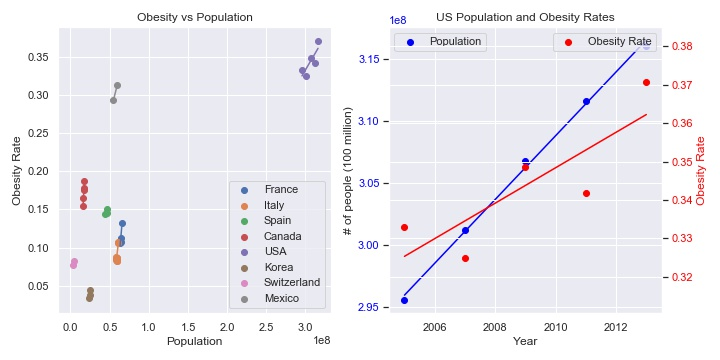 Obesity vs Population
Obesity Rate
0.35
0.30
0.25
0.20
0.15
0.10
0.05
France
Italy
Spain
Canada
USA
Korea
Switzerland
Mexico
0.0 0.5 1.0 1.5 2.0 2.5 3.0
1e8
Population
US Population and Obesity Rates
1e8
# of people (100 million)
3.15
3.10
3.05
3.00
2.95
Population
Obesity Rate
0.38
0.37
0.36
0.35
0.34
0.33
0.32
Obesity Rate
2006 2008 2010 2012
Year